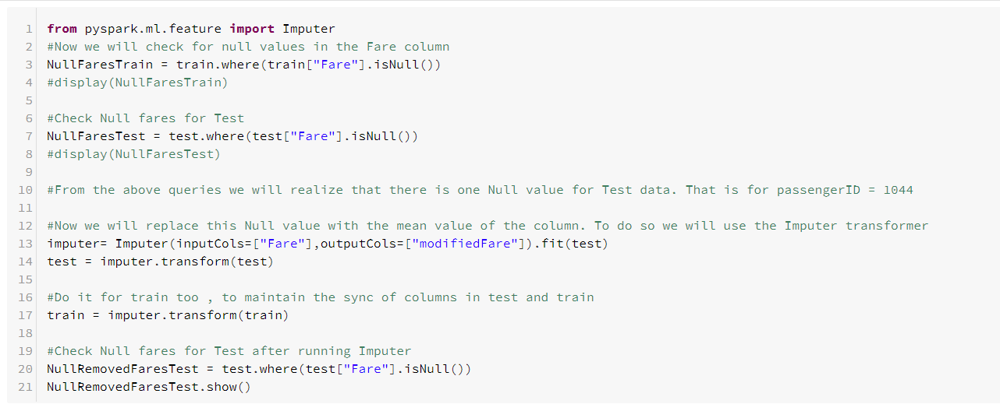 1 from pyspark.ml.feature import Imputer
2 #Now we will check for null values in the Fare column
3 NullFaresTrain = train.where(train["Fare"].isNull())
4 #display(NullFaresTrain)
5
6 #Check Null fares for Test
7 NullFaresTest = test.where(test["Fare"].isNull())
8 #display(NullFaresTest)
9
10 #From the above queries we will realize that there is one Null value for Test data. That is for passengerID = 1044
11
12 #Now we will replace this Null value with the mean value of the column. To do so we will use the Imputer transformer
13 imputer= Imputer(inputCols=["Fare"],outputCols=["modifiedFare"]).fit(test)
14 test = imputer.transform(test)
15
16 #Do it for train too , to maintain the sync of columns in test and train
17 train = imputer.transform(train)
18
19 #Check Null fares for Test after running Imputer
20 NullRemovedFaresTest = test.where(test["Fare"].isNull())
21 NullRemovedFaresTest.show()